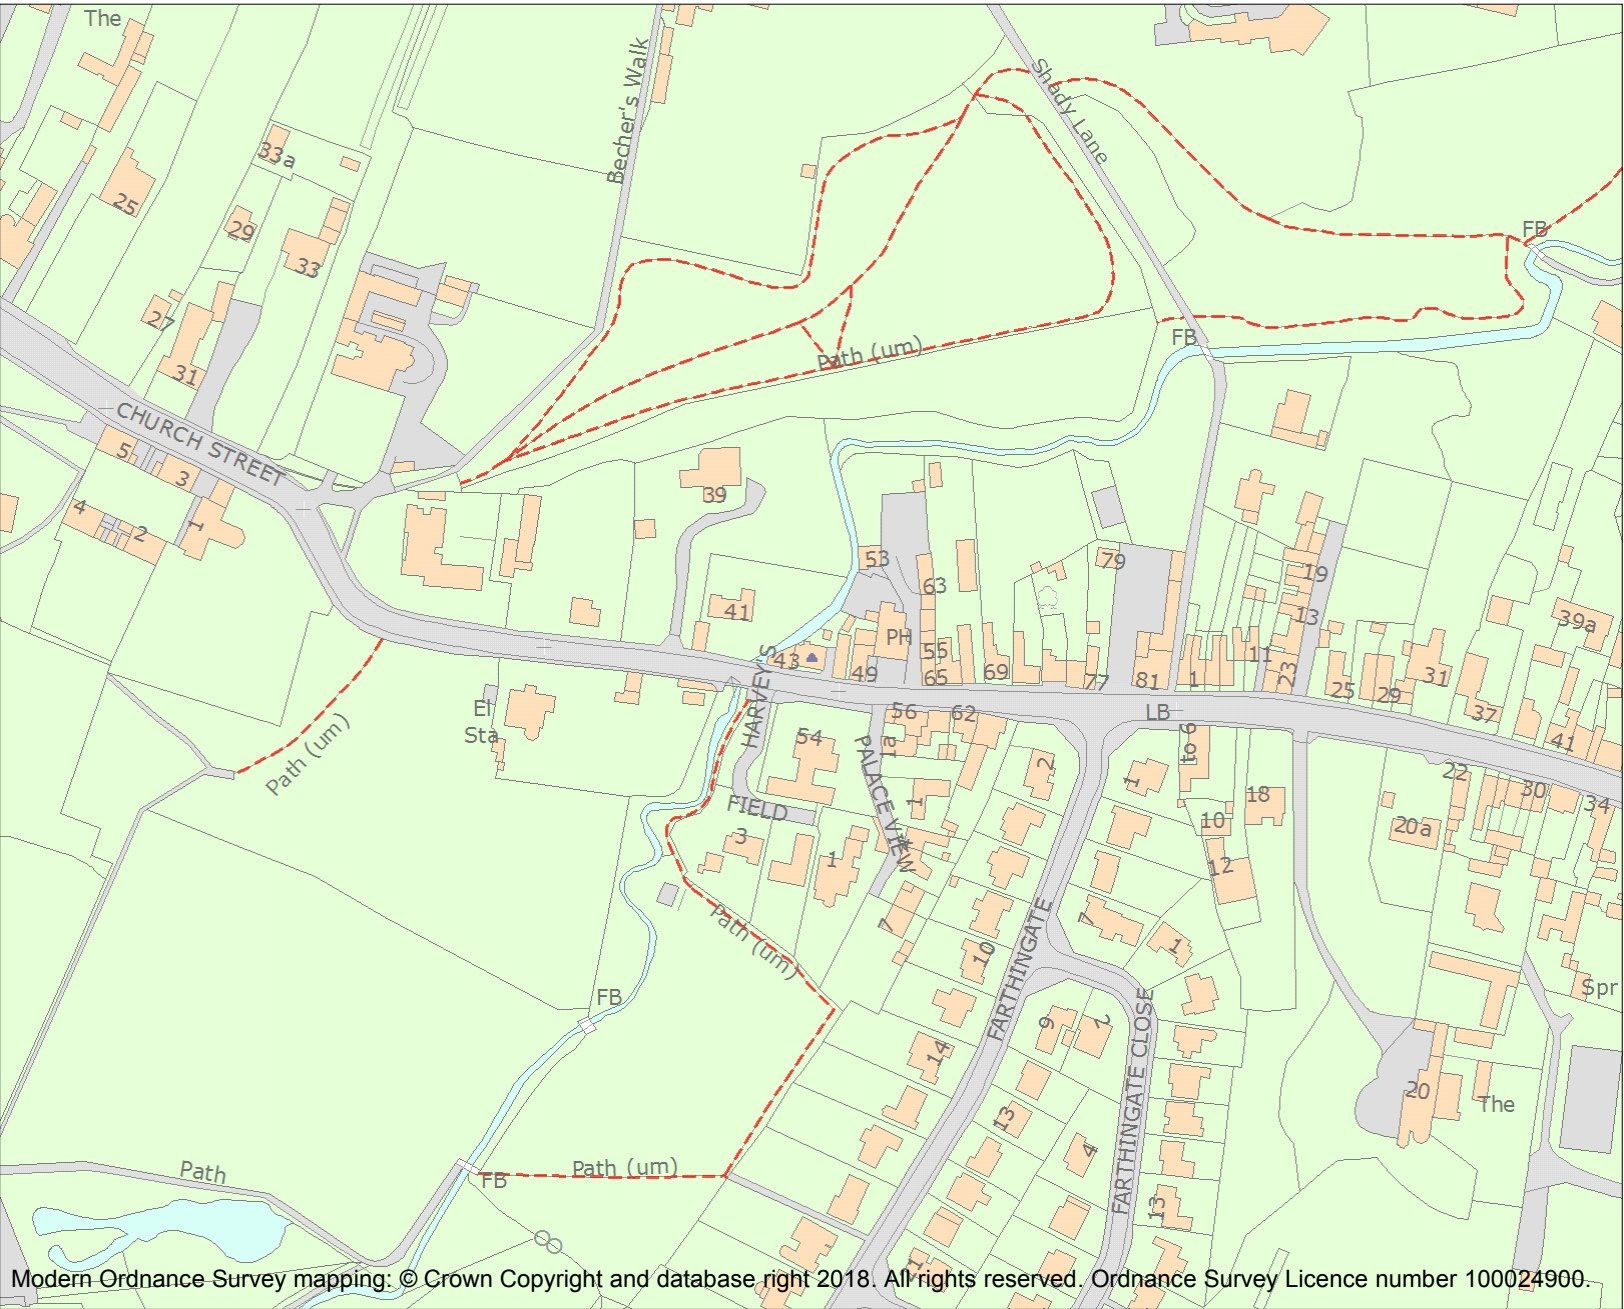 The
Becher's Walk
Shady Lane
33a
25
29
33
FB
27
31
FB
Path (um)
CHURCH STREET
5
3
4
2
1
39
53
79
63
19
41
PH
13
39a
43
49
55
65
69
77
81
1
11
23
25
29
31
37
41
HARVEY'S
FIELD
El
Sta
56
62
LB
54
1a
PALACE VIEW
2
1
to 6
22
30
34
Path (um)
1
18
10
20a
3
1
12
7
Path (um)
7
1
10
FARTHINGATE
Spr
FB
9
2
14
FARTHINGATE CLOSE
20
The
13
4
Path
Path (um)
FB
13
21
Modern Ordnance Survey mapping: © Crown Copyright and database right 2018. All rights reserved. Ordnance Survey Licence number 100024900.